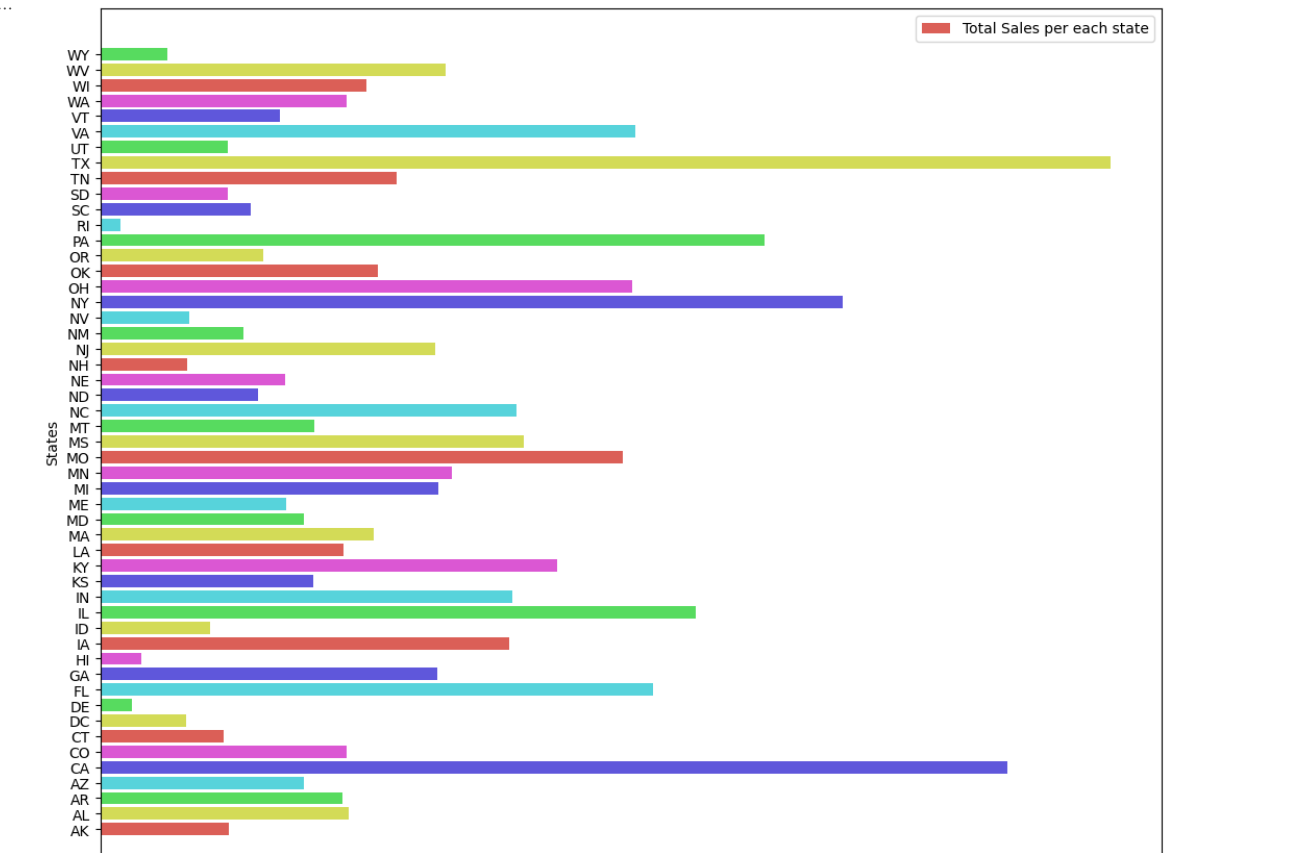 ...
Total Sales per each state
WY
WV
WI
WA
VT
VA
UT
TX
TN
SD
SC
RI
PA
OR
OK
OH
NY
NV
NM
NJ
NH
NE
ND
NC
MT
States
MS
MO
MN
MI
ME
MD
MA
LA
KY
KS
IN
IL
ID
IA
HI
GA
FL
DE
DC
CT
CO
CA
AZ
AR
AL
AK